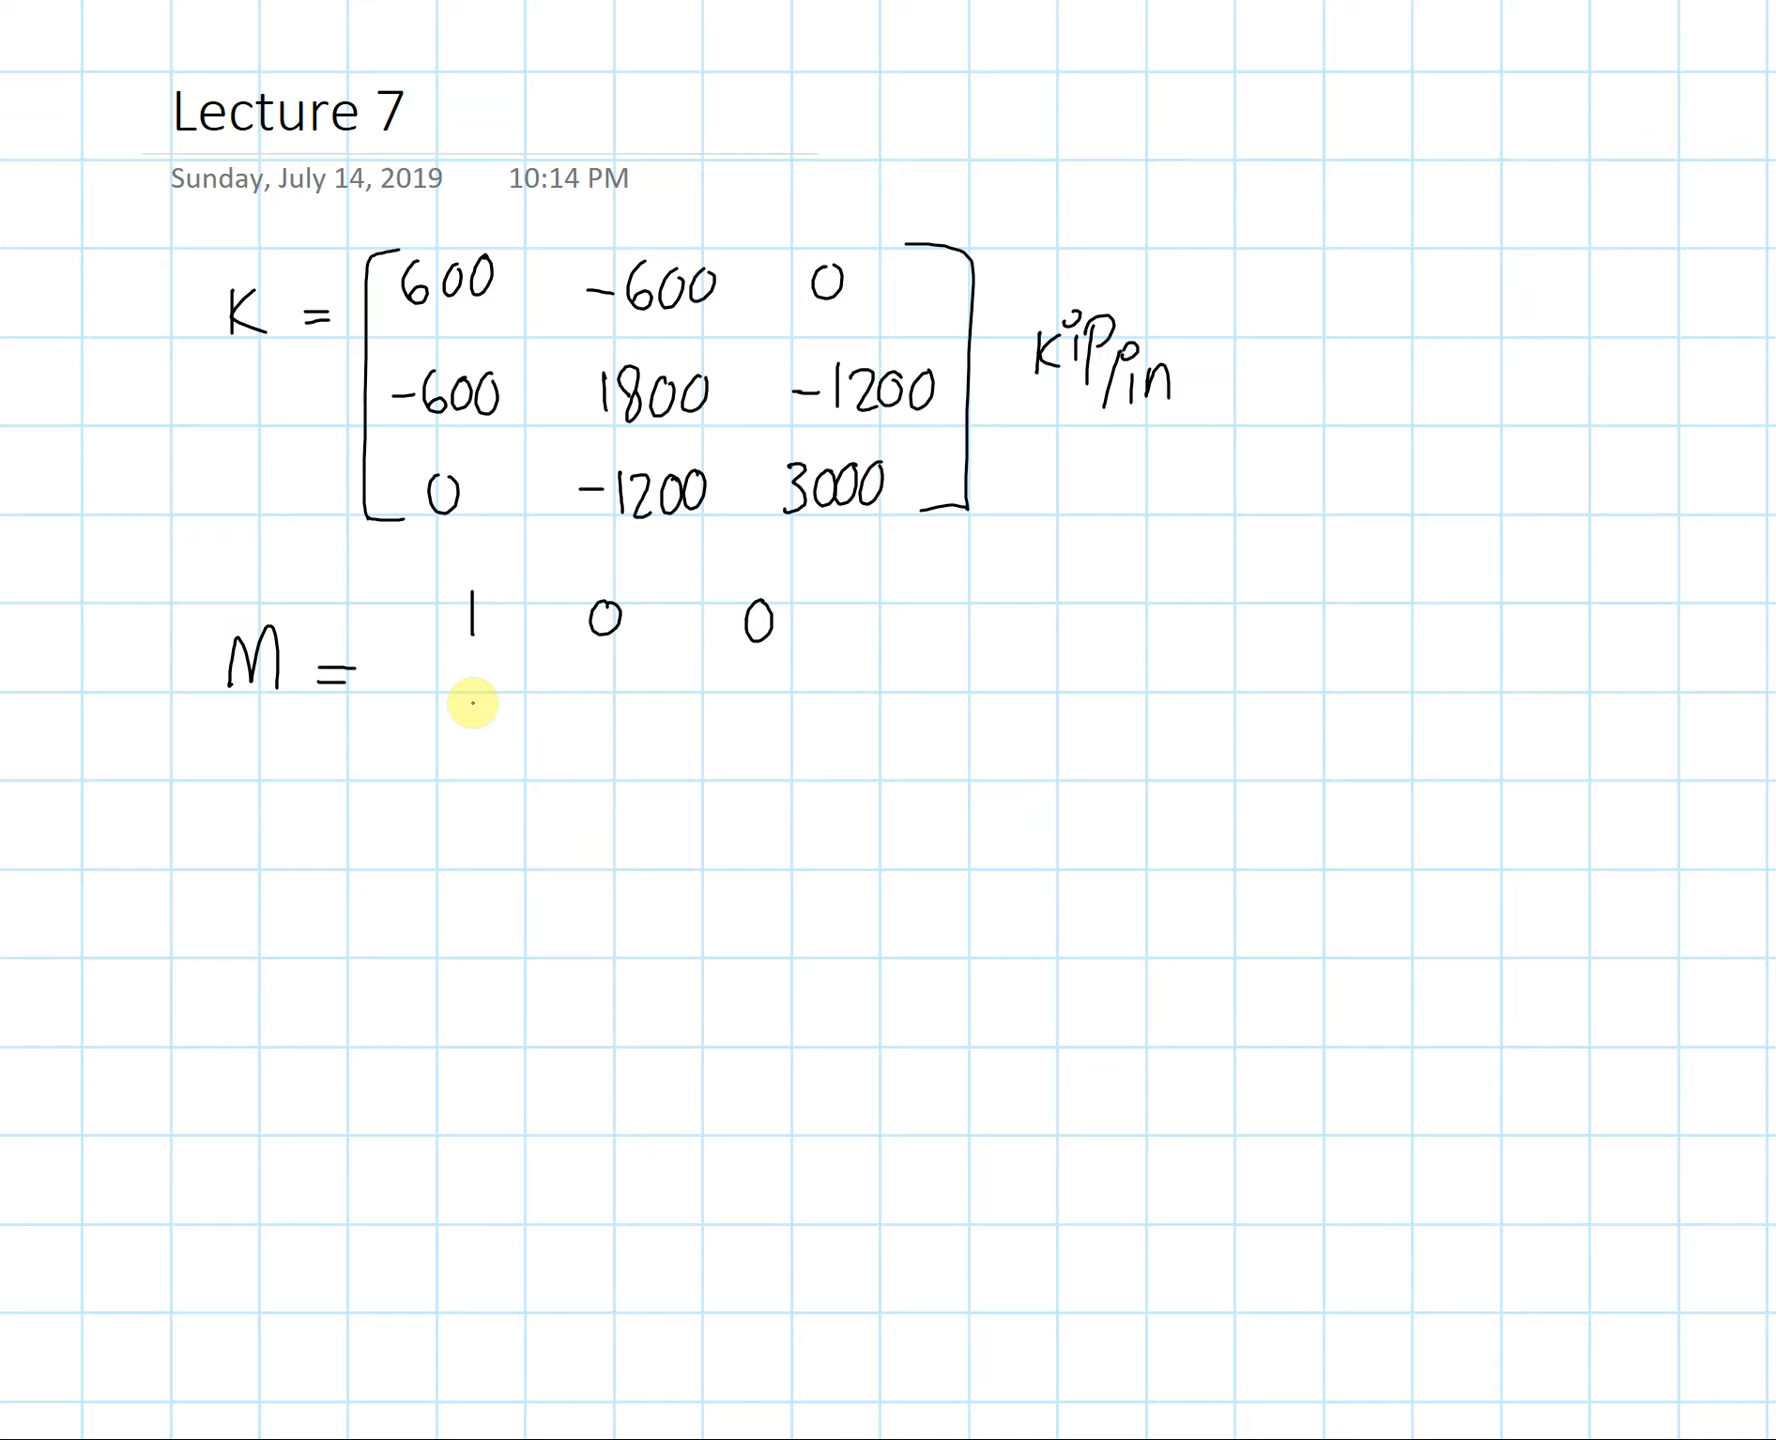 Lecture 7
Sunday, July 14, 2019 10:14 PM
600 -600 0
K = kip/in
-600 1800 -1200
0 -1200 3000
1 0 0
M =